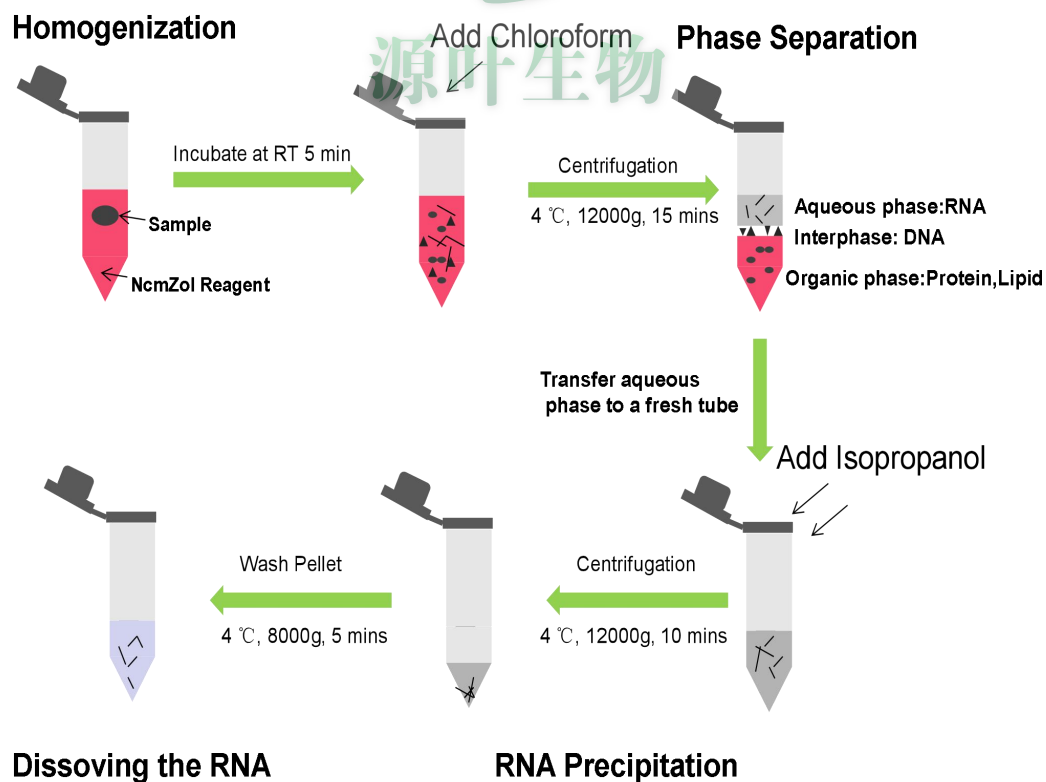 Homogenization
Add Chloroform
Phase Separation
源叶生物
Incubate at RT 5 min
Centrifugation
4 ℃, 12000g, 15 mins
Sample
NcmZol Reagent
Aqueous phase:RNA
Interphase: DNA
Organic phase:Protein,Lipid
Transfer aqueous
phase to a fresh tube
Add Isopropanol
Wash Pellet
4 ℃, 8000g, 5 mins
Centrifugation
4 ℃, 12000g, 10 mins
Dissoving the RNA
RNA Precipitation